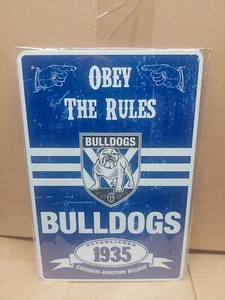 OBEY
THE RULES
BULLDOGS
BULLDOGS
ESTABLISHED
1935
CANTERBURY-BANKSTOWN BULLDOGS